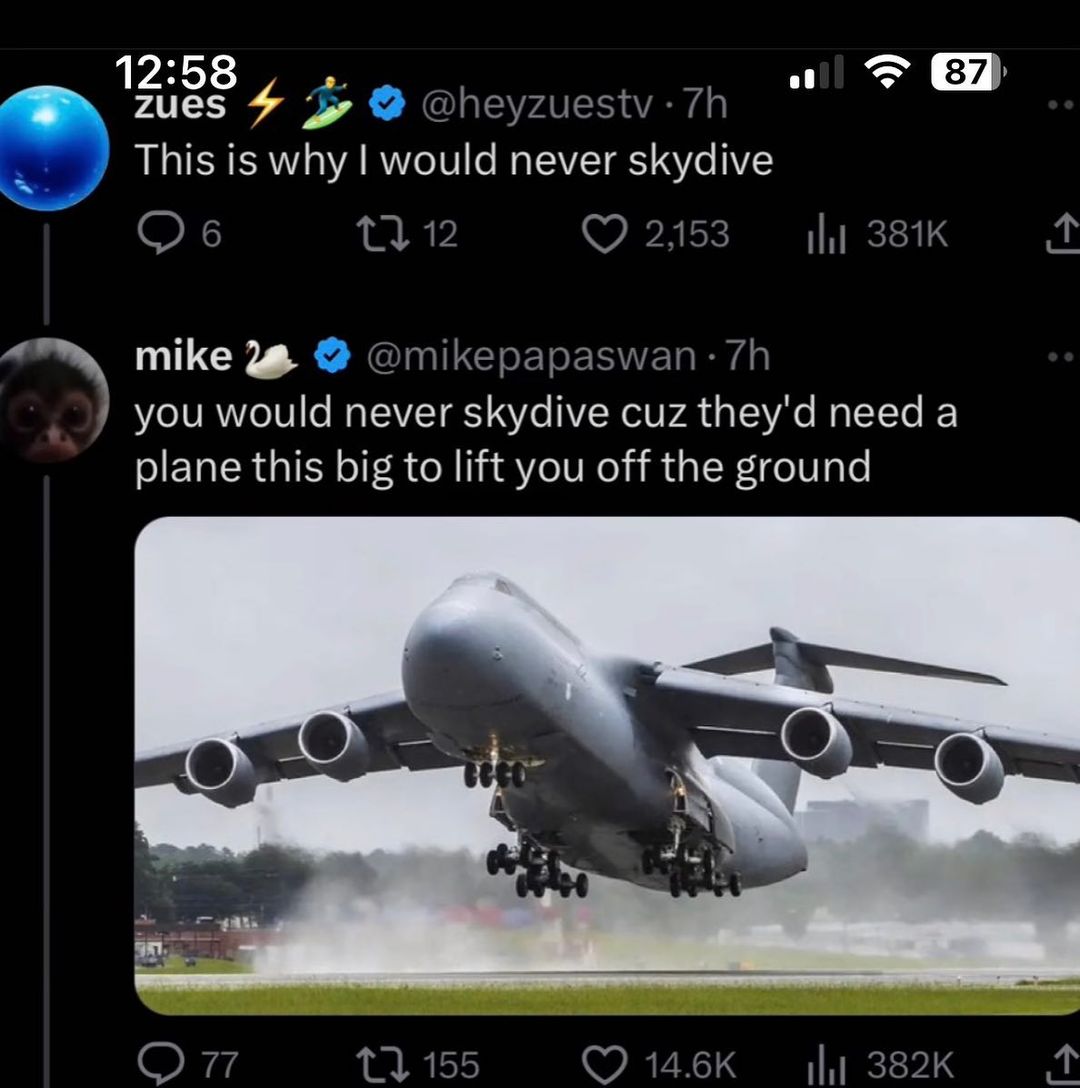 12:58
87
zues ⚡ 🏄 @heyzuestv · 7h
This is why I would never skydive
6 12 2,153 381K
mike 🦢 @mikepapaswan · 7h
you would never skydive cuz they'd need a
plane this big to lift you off the ground
77 155 14.6K 382K